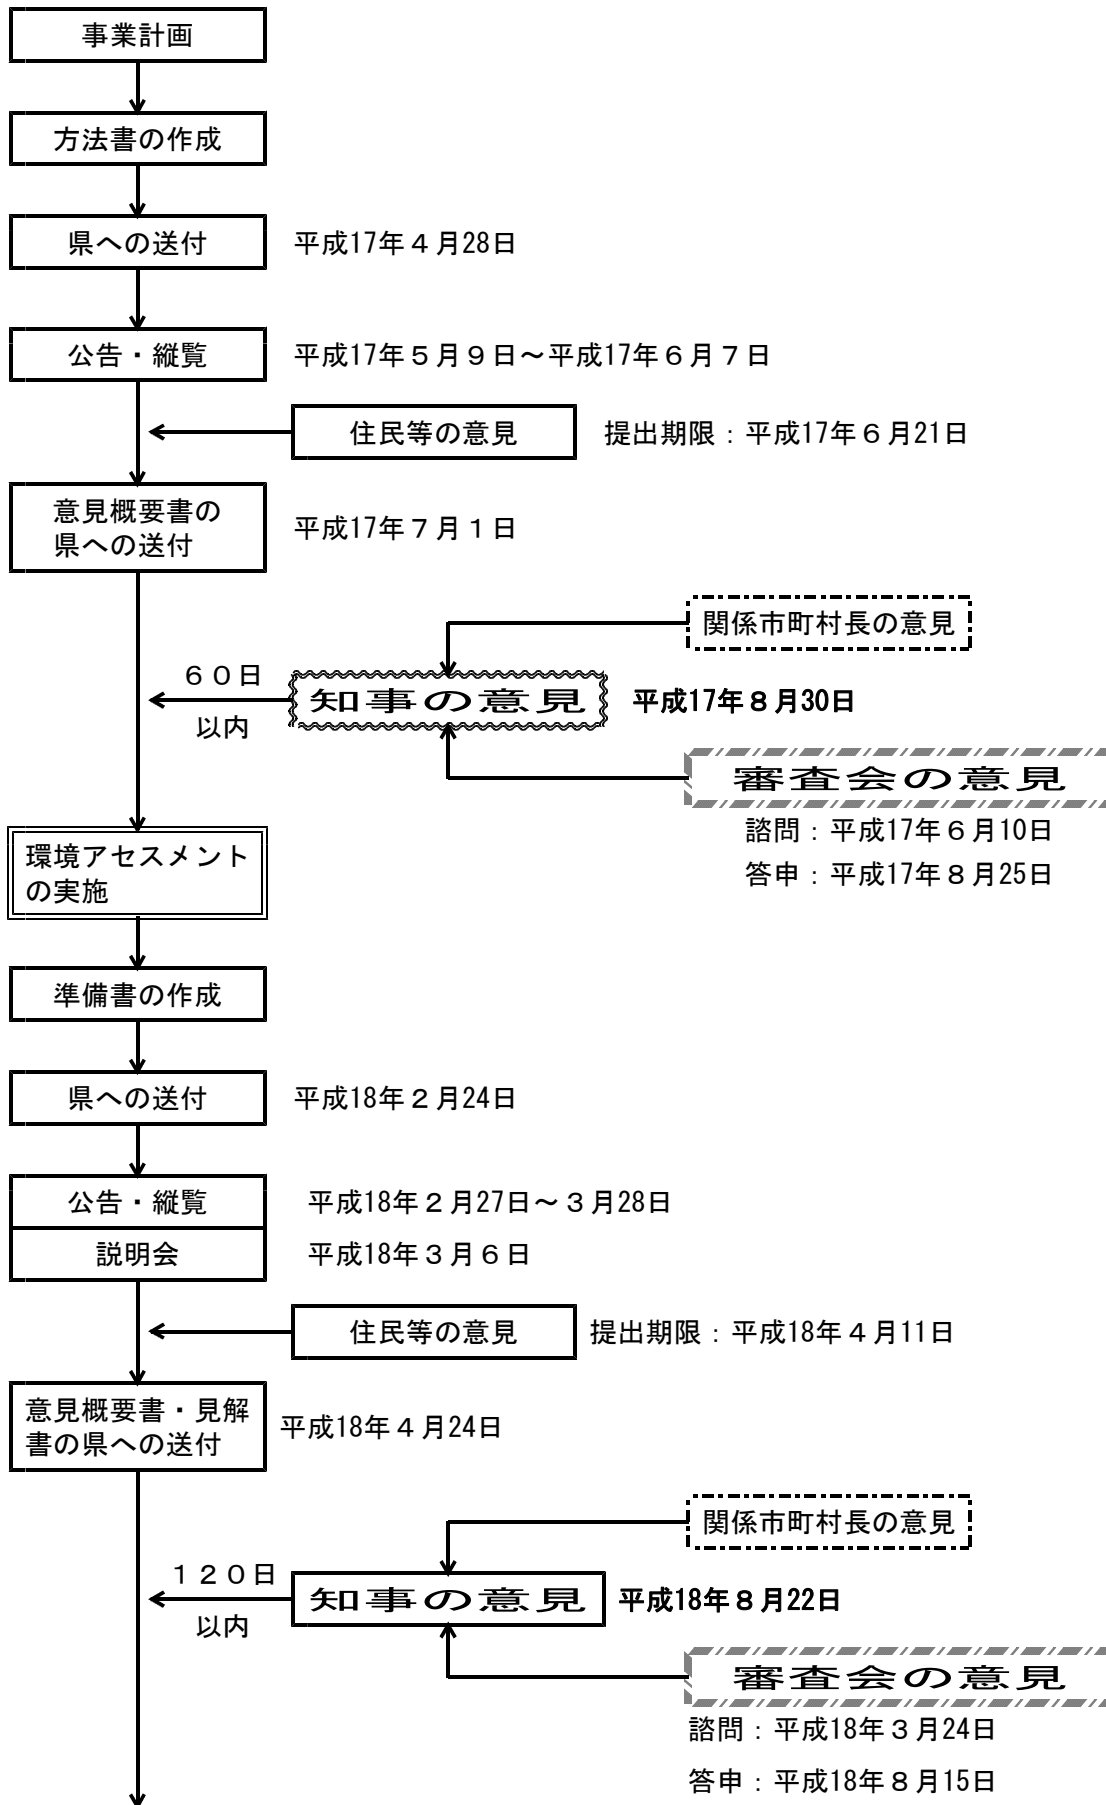 事業計画
方法書の作成
県への送付 平成17年４月28日
公告・縦覧 平成17年５月９日～平成17年６月７日
住民等の意見 提出期限：平成17年６月21日
意見概要書の
県への送付
平成17年７月１日
関係市町村長の意見
６０日
以内
知事の意見 平成17年８月30日
審査会の意見
諮問：平成17年６月10日
答申：平成17年８月25日
環境アセスメント
の実施
準備書の作成
県への送付 平成18年２月24日
公告・縦覧 平成18年２月27日～３月28日
説明会 平成18年３月６日
住民等の意見 提出期限：平成18年４月11日
意見概要書・見解
書の県への送付
平成18年４月24日
関係市町村長の意見
１２０日
以内
知事の意見 平成18年８月22日
審査会の意見
諮問：平成18年３月24日
答申：平成18年８月15日